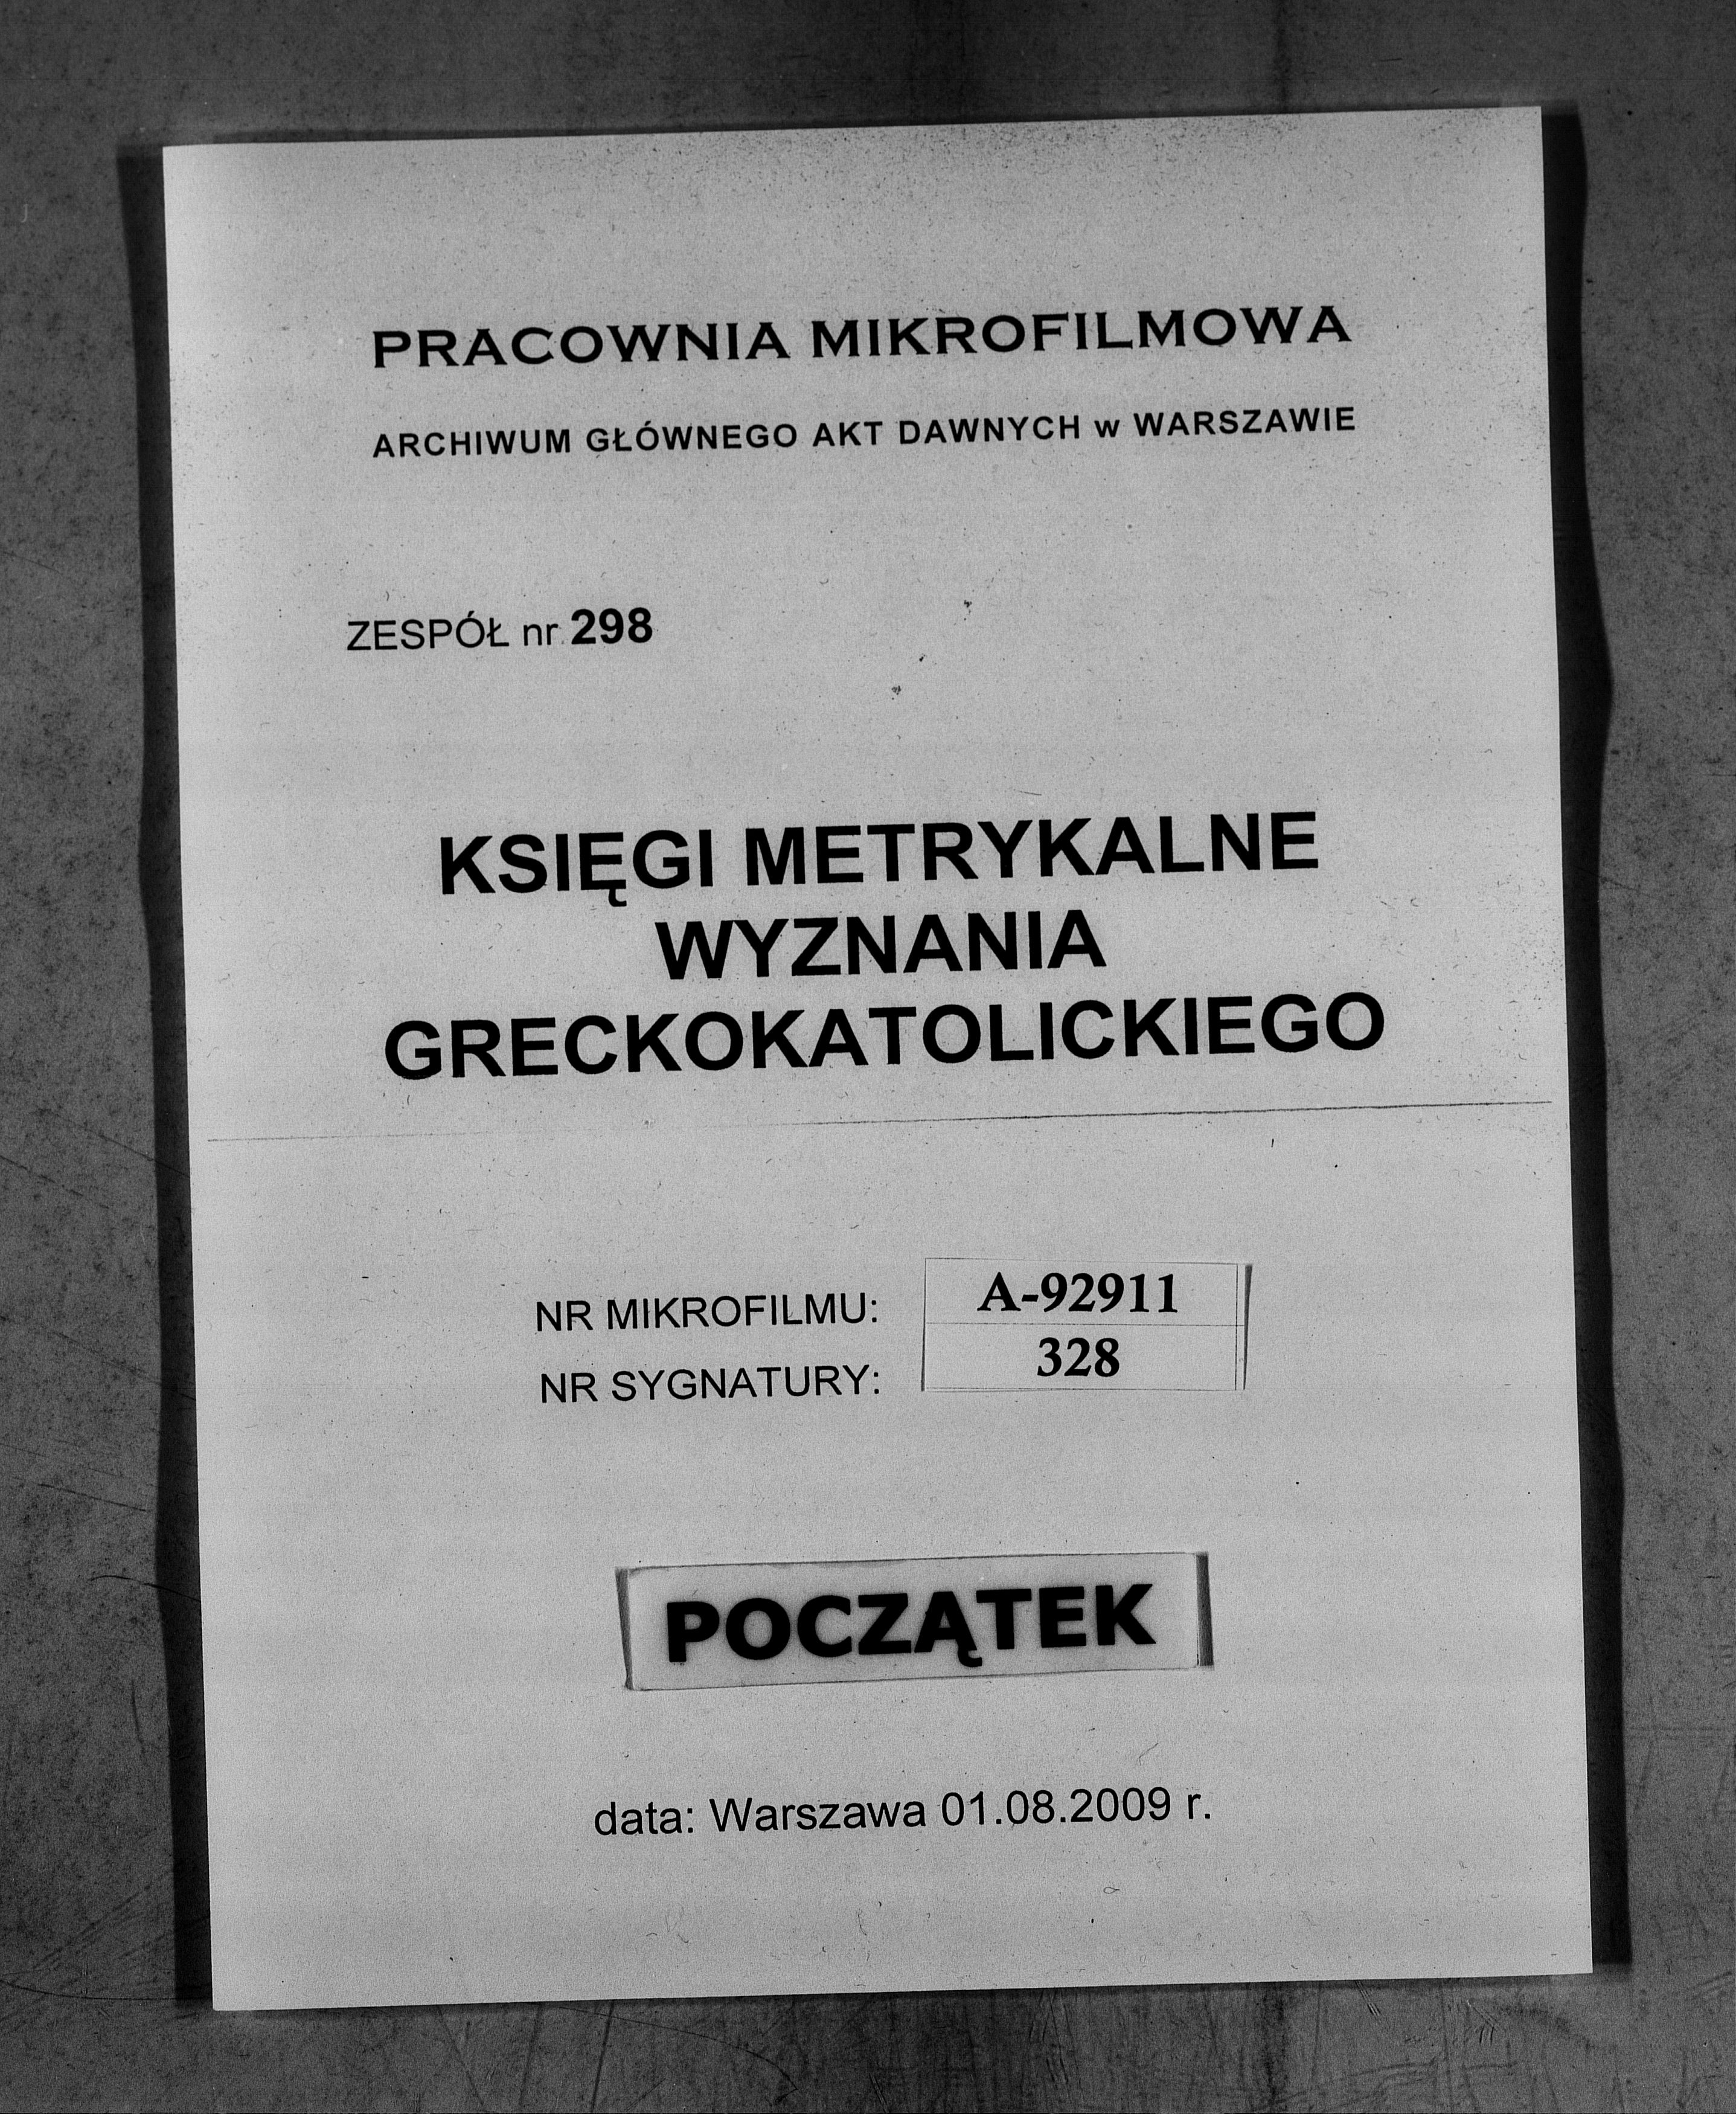 PRACOWNIA MIKROFILMOWA
ARCHIWUM GŁÓWNEGO AKT DAWNYCH w WARSZAWIE
ZESPÓŁ nr 298
KSIĘGI METRYKALNE
WYZNANIA
GRECKOKATOLICKIEGO
NR MIKROFILMU: A-92911
NR SYGNATURY: 328
POCZĄTEK
data: Warszawa 01.08.2009 r.